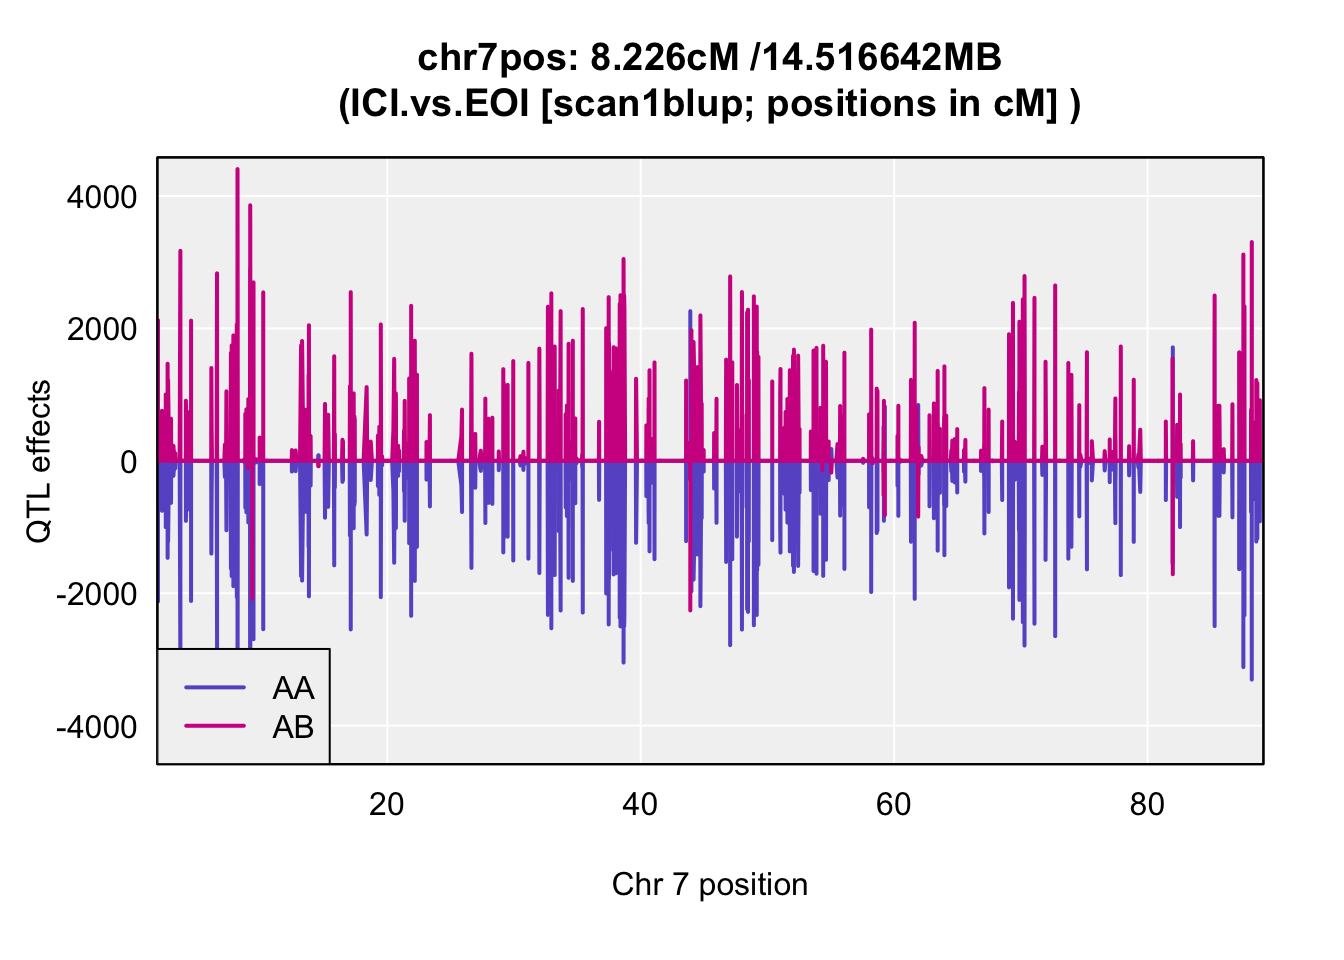 chr7pos: 8.226cM /14.516642MB
(ICI.vs.EOI [scan1blup; positions in cM] )
QTL effects
4000
2000
0
-2000
-4000
AA
AB
20 40 60 80
Chr 7 position